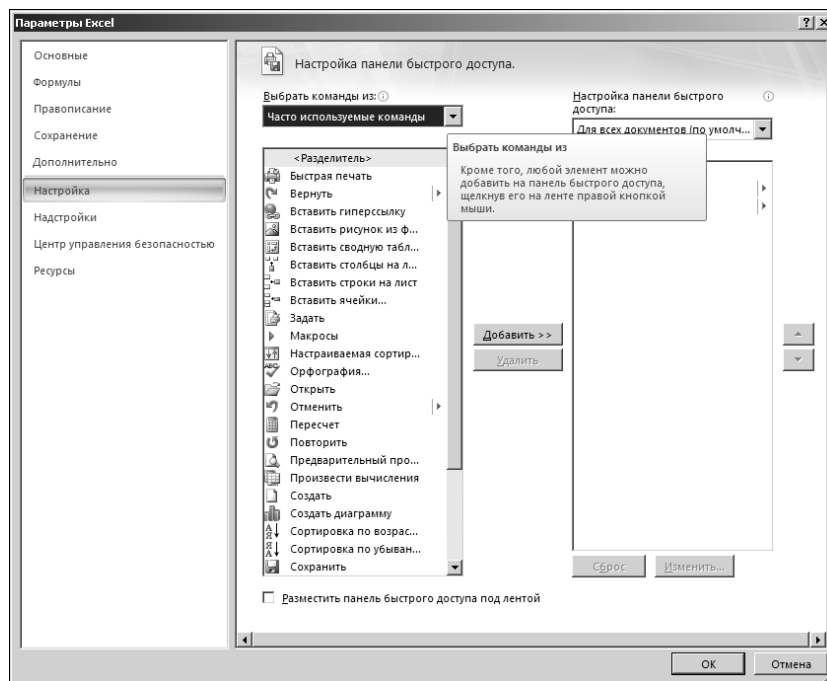 Параметры Excel
Основные
Формулы
Правописание
Сохранение
Дополнительно
Настройка
Надстройки
Центр управления безопасностью
Ресурсы
Настройка панели быстрого доступа.
Выбрать команды из:
Часто используемые команды
Настройка панели быстрого
доступа:
Для всех документов (по умолч...
Выбрать команды из
Кроме того, любой элемент можно
добавить на панель быстрого доступа,
щелкнув его на ленте правой кнопкой
мыши.
<Разделитель>
Быстрая печать
Вернуть
Вставить гиперссылку
Вставить рисунок из ф...
Вставить сводную табл...
Вставить столбцы на л...
Вставить строки на лист
Вставить ячейки...
Задать
Макросы
Настраиваемая сортир...
Орфография...
Открыть
Отменить
Пересчет
Повторить
Предварительный про...
Произвести вычисления
Создать
Создать диаграмму
Сортировка по возрас...
Сортировка по убыван...
Сохранить
Добавить >>
Удалить
Сброс
Изменить...
Разместить панель быстрого доступа под лентой
ОК
Отмена